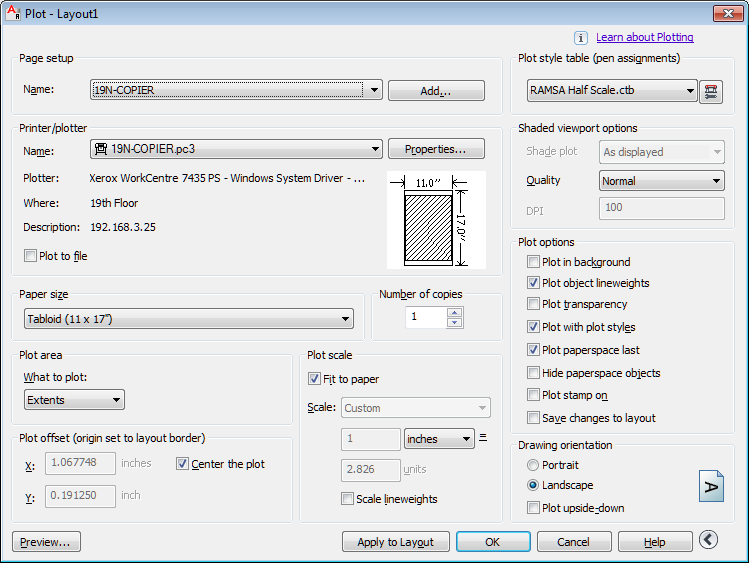 Plot - Layout1
Learn about Plotting
Page setup
Name:
19N-COPIER
Add...
Printer/plotter
Name:
19N-COPIER.pc3
Properties...
Plotter:
Xerox WorkCentre 7435 PS - Windows System Driver - ...
Where:
19th Floor
Description:
192.168.3.25
Plot to file
11.0''
17.0''
Paper size
Tabloid (11 x 17")
Number of copies
1
Plot area
What to plot:
Extents
Plot offset (origin set to layout border)
X:
1.067748
inches
Center the plot
Y:
0.191250
inch
Plot scale
Fit to paper
Scale:
Custom
1
inches
=
2.826
units
Scale lineweights
Plot style table (pen assignments)
RAMSA Half Scale.ctb
Shaded viewport options
Shade plot
As displayed
Quality
Normal
DPI
100
Plot options
Plot in background
Plot object lineweights
Plot transparency
Plot with plot styles
Plot paperspace last
Hide paperspace objects
Plot stamp on
Save changes to layout
Drawing orientation
Portrait
Landscape
Plot upside-down
A
Preview...
Apply to Layout
OK
Cancel
Help